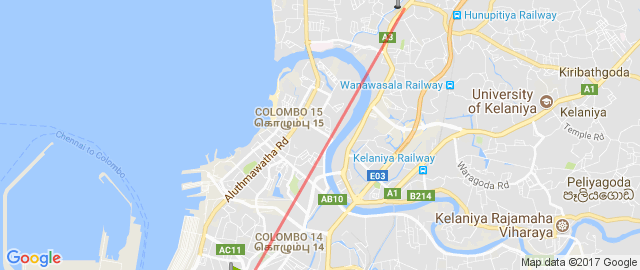 A3
Hunupitiya Railway
Kiribathgoda
Wanawasala Railway
A1
University
of Kelaniya
Kelaniya
COLOMBO 15
கொழும்பு 15
Temple Rd
Chennai to Colombo
Aluthmawatha Rd
Kelaniya Railway
E03
Waragoda Rd
Peliyagoda
පෑලියගොඩ
A1
B214
AB10
Kelaniya Rajamaha
Viharaya
COLOMBO 14
கொழும்பு 14
AC11
Google
Map data ©2017 Google